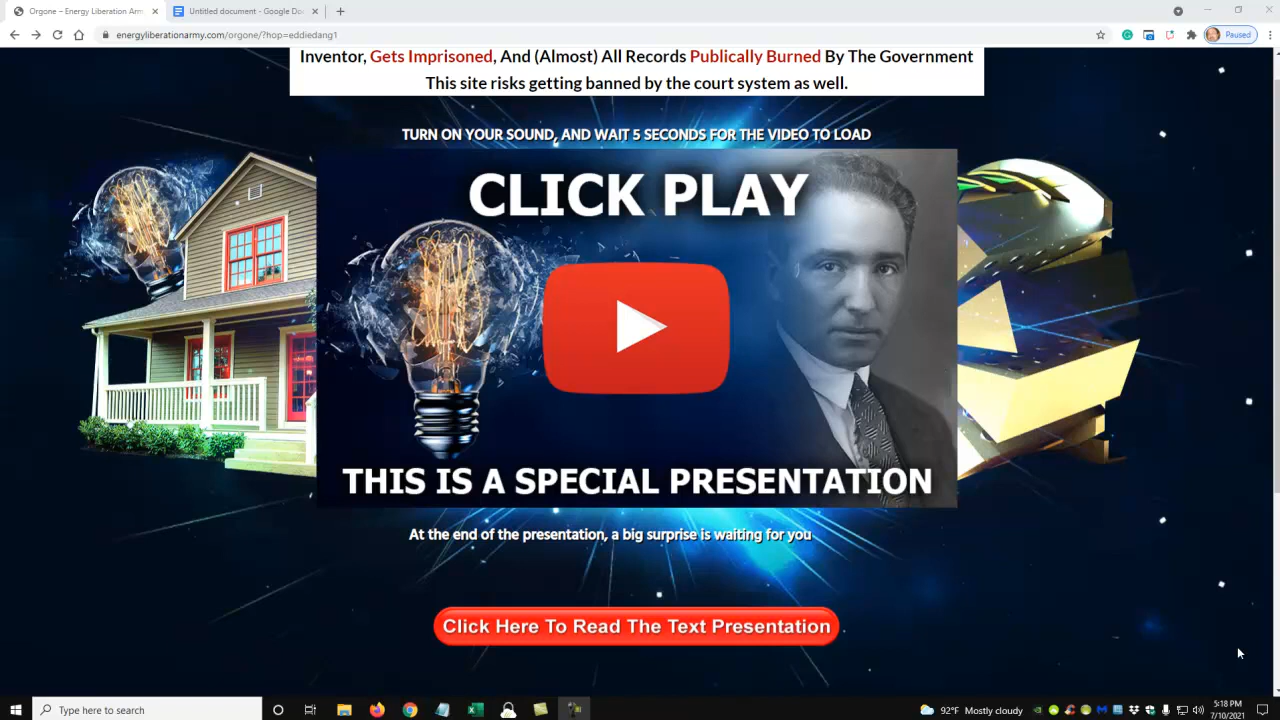 Orgone – Energy Liberation Arm
Untitled document - Google Do
energyliberationarmy.com/orgone/?hop=eddiedang1
Paused
Inventor, Gets Imprisoned, And (Almost) All Records Publically Burned By The Government
This site risks getting banned by the court system as well.
TURN ON YOUR SOUND, AND WAIT 5 SECONDS FOR THE VIDEO TO LOAD
CLICK PLAY
THIS IS A SPECIAL PRESENTATION
At the end of the presentation, a big surprise is waiting for you
Click Here To Read The Text Presentation
Type here to search
92°F Mostly cloudy
5:18 PM
7/10/2021